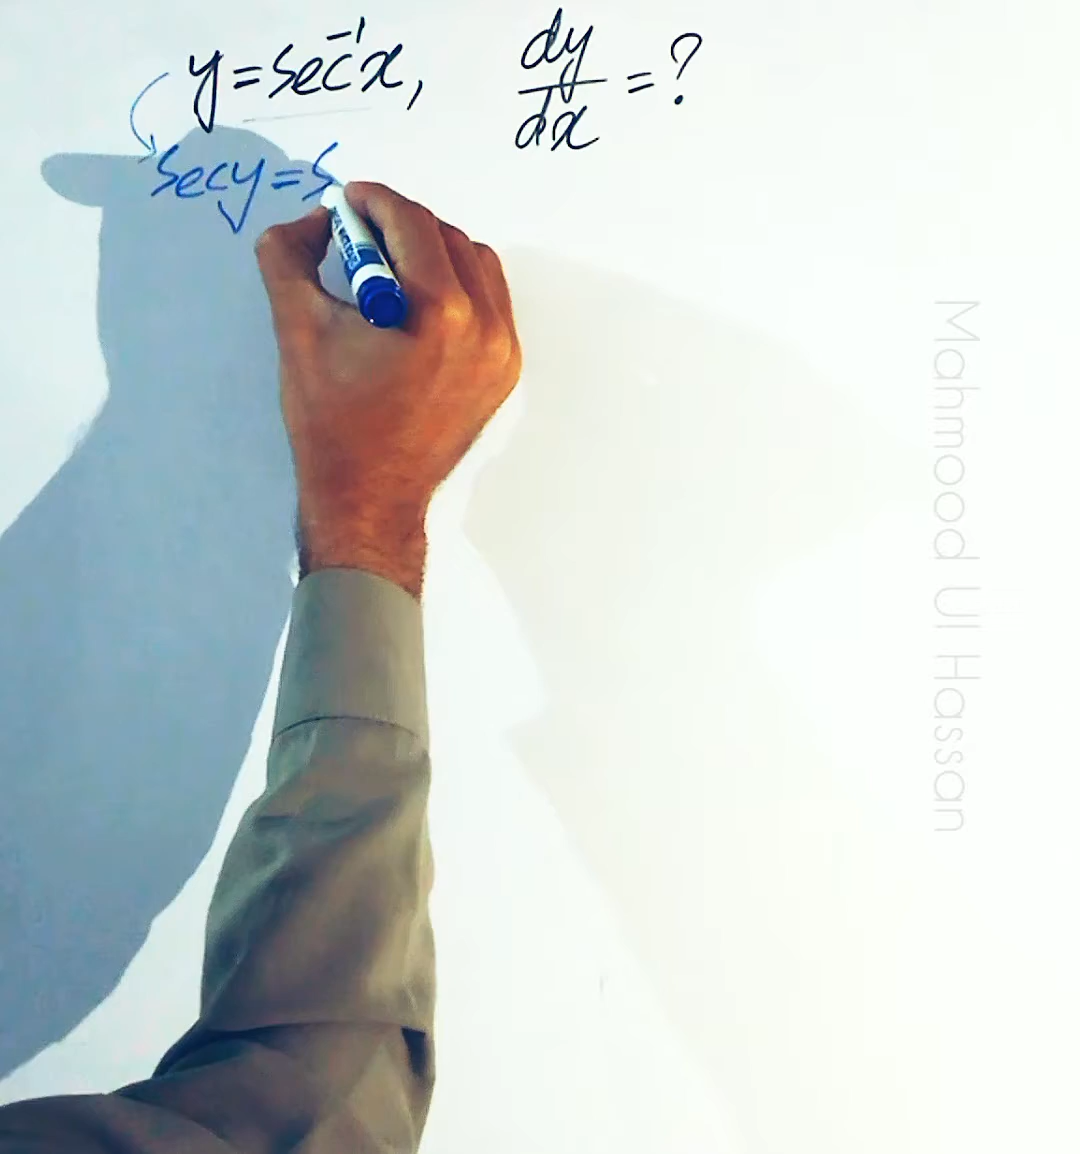 y = sec⁻¹x, dy/dx = ?
secy = s
Mahmood Ul Hassan